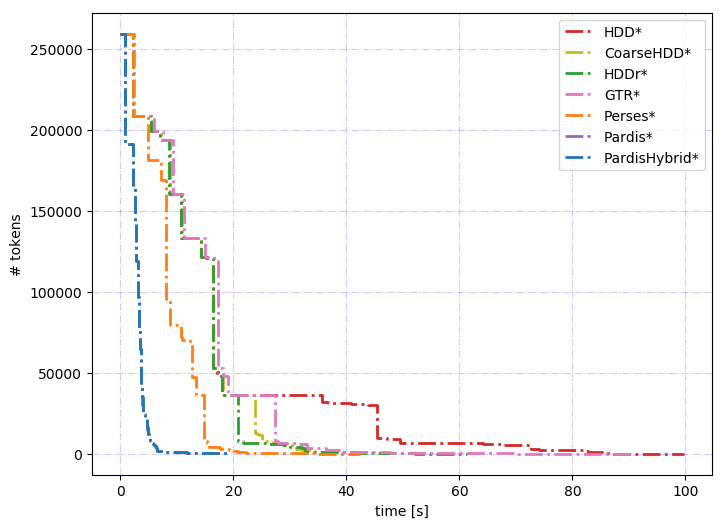 HDD*
CoarseHDD*
HDDr*
GTR*
Perses*
Pardis*
PardisHybrid*
# tokens
250000
200000
150000
100000
50000
0
0 20 40 60 80 100
time [s]